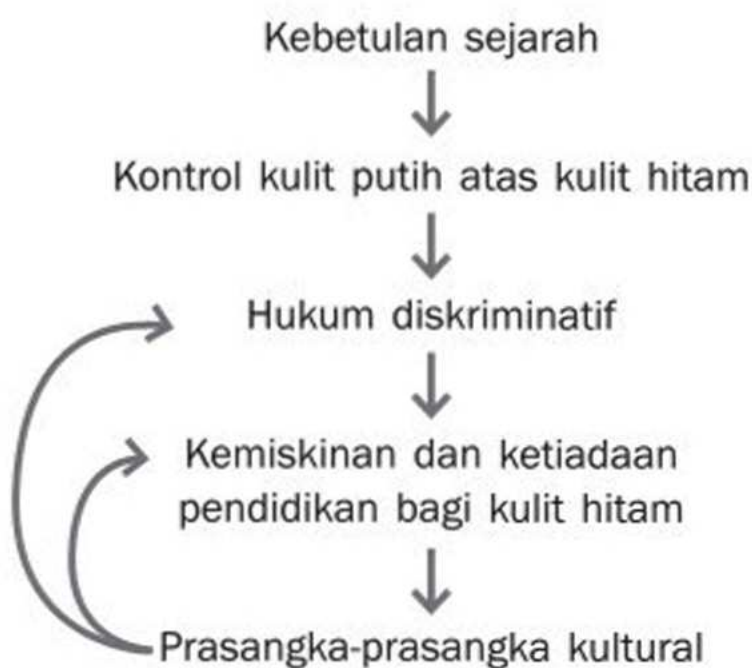 Kebetulan sejarah
Kontrol kulit putih atas kulit hitam
Hukum diskriminatif
Kemiskinan dan ketiadaan
pendidikan bagi kulit hitam
Prasangka-prasangka kultural